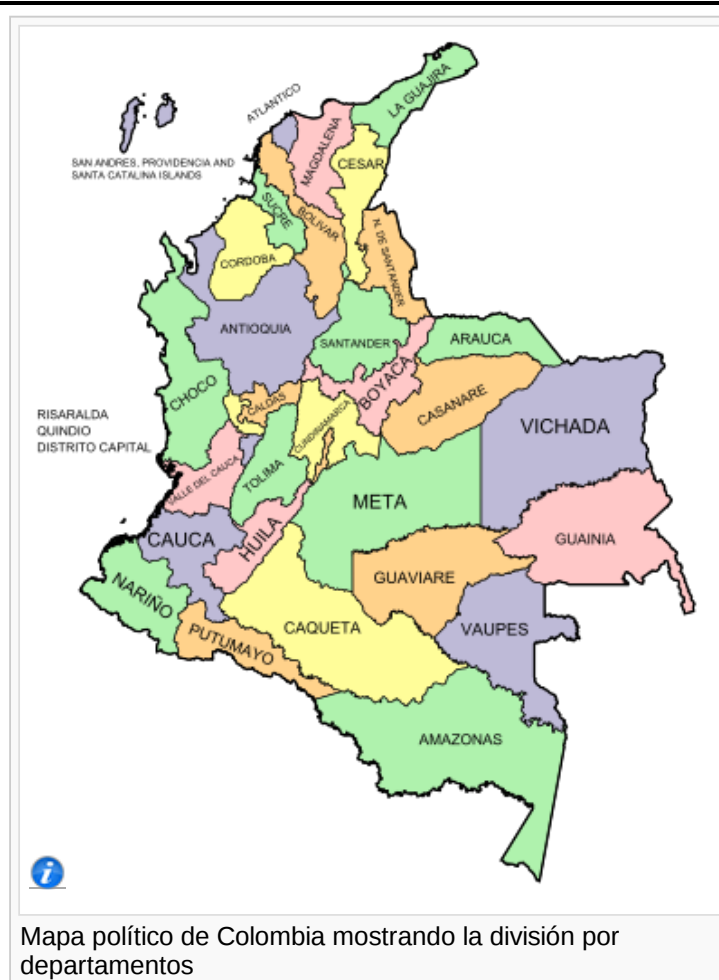 ATLANTICO
LA GUAJIRA
MAGDALENA
CESAR
SAN ANDRES, PROVIDENCIA AND
SANTA CATALINA ISLANDS
SUCRE
BOLIVAR
N. DE SANTANDER
CORDOBA
ANTIOQUIA
SANTANDER
ARAUCA
BOYACA
CHOCO
CALDAS
CASANARE
RISARALDA
QUINDIO
DISTRITO CAPITAL
CUNDINAMARCA
VICHADA
VALLE DEL CAUCA
TOLIMA
META
CAUCA
HUILA
GUAINIA
GUAVIARE
NARIÑO
PUTUMAYO
CAQUETA
VAUPES
AMAZONAS
i
Mapa político de Colombia mostrando la división por
departamentos